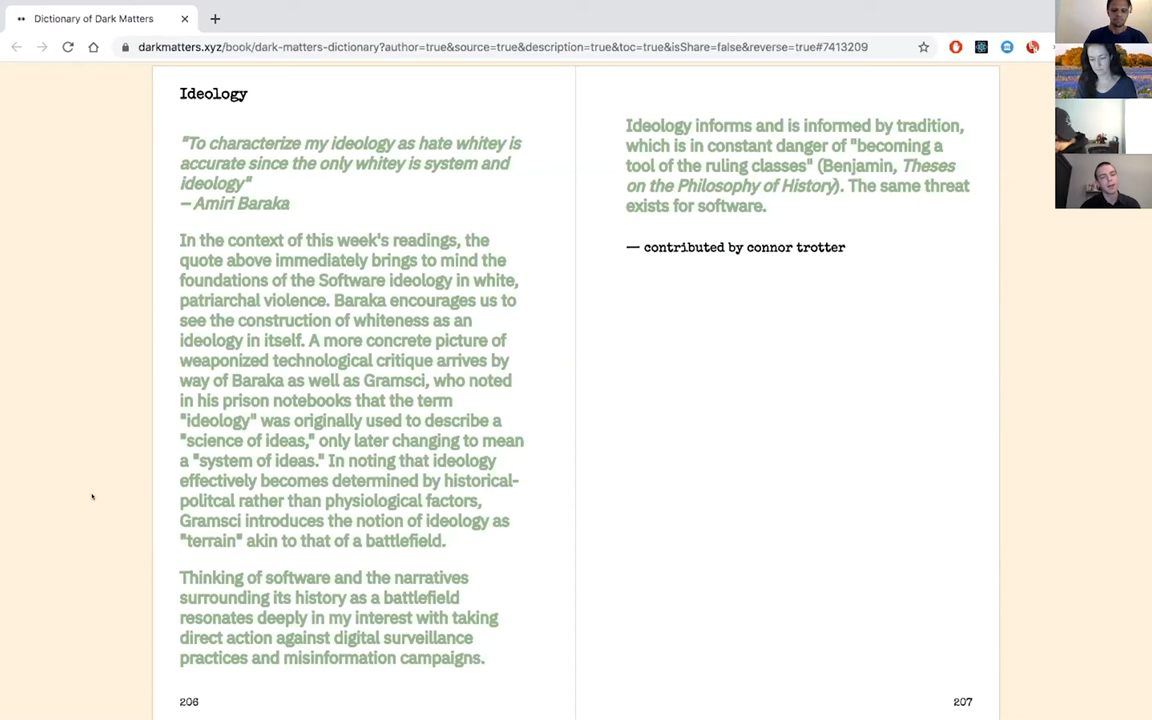 Dictionary of Dark Matters
darkmatters.xyz/book/dark-matters-dictionary?author=true&source=true&description=true&toc=true&isShare=false&reverse=true#7413209
Ideology
"To characterize my ideology as hate whitey is
accurate since the only whitey is system and
ideology"
– Amiri Baraka
In the context of this week's readings, the
quote above immediately brings to mind the
foundations of the Software ideology in white,
patriarchal violence. Baraka encourages us to
see the construction of whiteness as an
ideology in itself. A more concrete picture of
weaponized technological critique arrives by
way of Baraka as well as Gramsci, who noted
in his prison notebooks that the term
"ideology" was originally used to describe a
"science of ideas," only later changing to mean
a "system of ideas." In noting that ideology
effectively becomes determined by historical-
politcal rather than physiological factors,
Gramsci introduces the notion of ideology as
"terrain" akin to that of a battlefield.
Thinking of software and the narratives
surrounding its history as a battlefield
resonates deeply in my interest with taking
direct action against digital surveillance
practices and misinformation campaigns.
206
Ideology informs and is informed by tradition,
which is in constant danger of "becoming a
tool of the ruling classes" (Benjamin, Theses
on the Philosophy of History). The same threat
exists for software.
— contributed by connor trotter
207